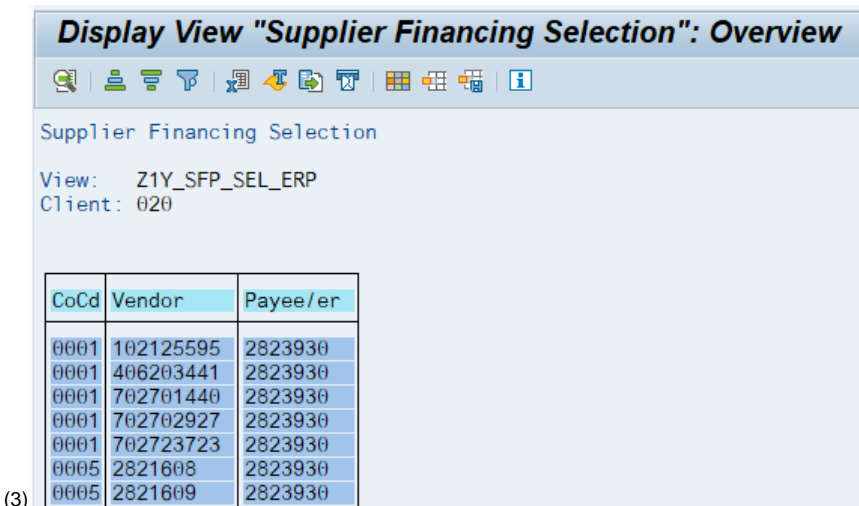 Display View "Supplier Financing Selection": Overview
Supplier Financing Selection
View: Z1Y_SFP_SEL_ERP
Client: 020
CoCd Vendor Payee/er
0001 102125595 2823930
0001 406203441 2823930
0001 702701440 2823930
0001 702702927 2823930
0001 702723723 2823930
0005 2821608 2823930
0005 2821609 2823930
(3)